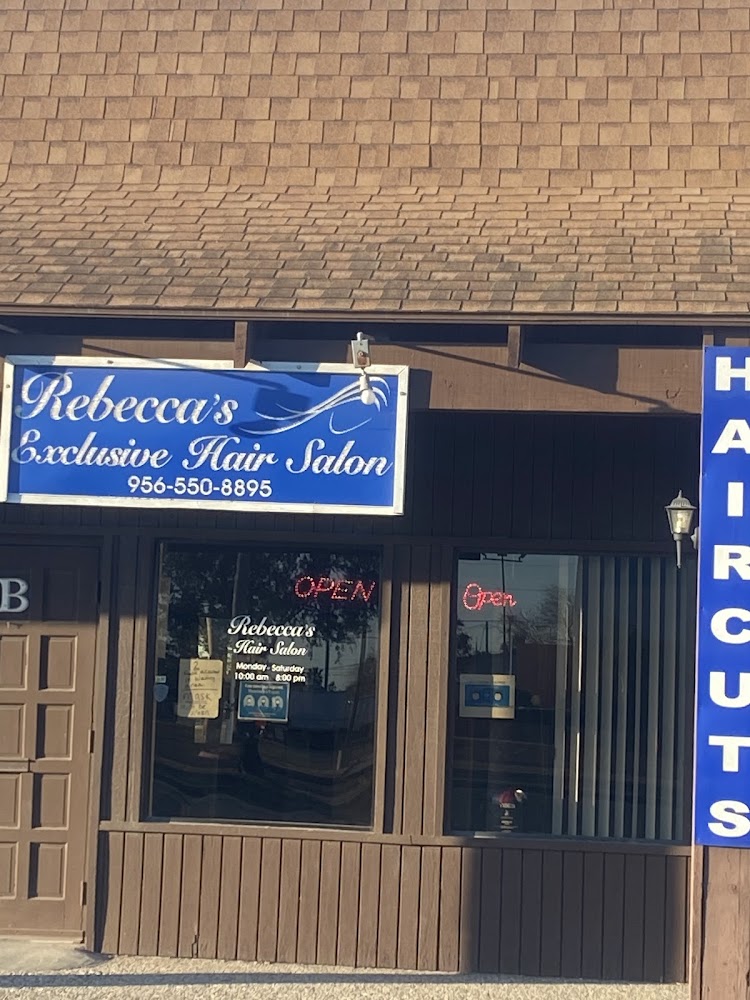 Rebecca's
Exclusive Hair Salon
956-550-8895
HAIRCUTS
B
OPEN
Open
Rebecca's
Hair Salon
Monday - Saturday
10:00 am 8:00 pm